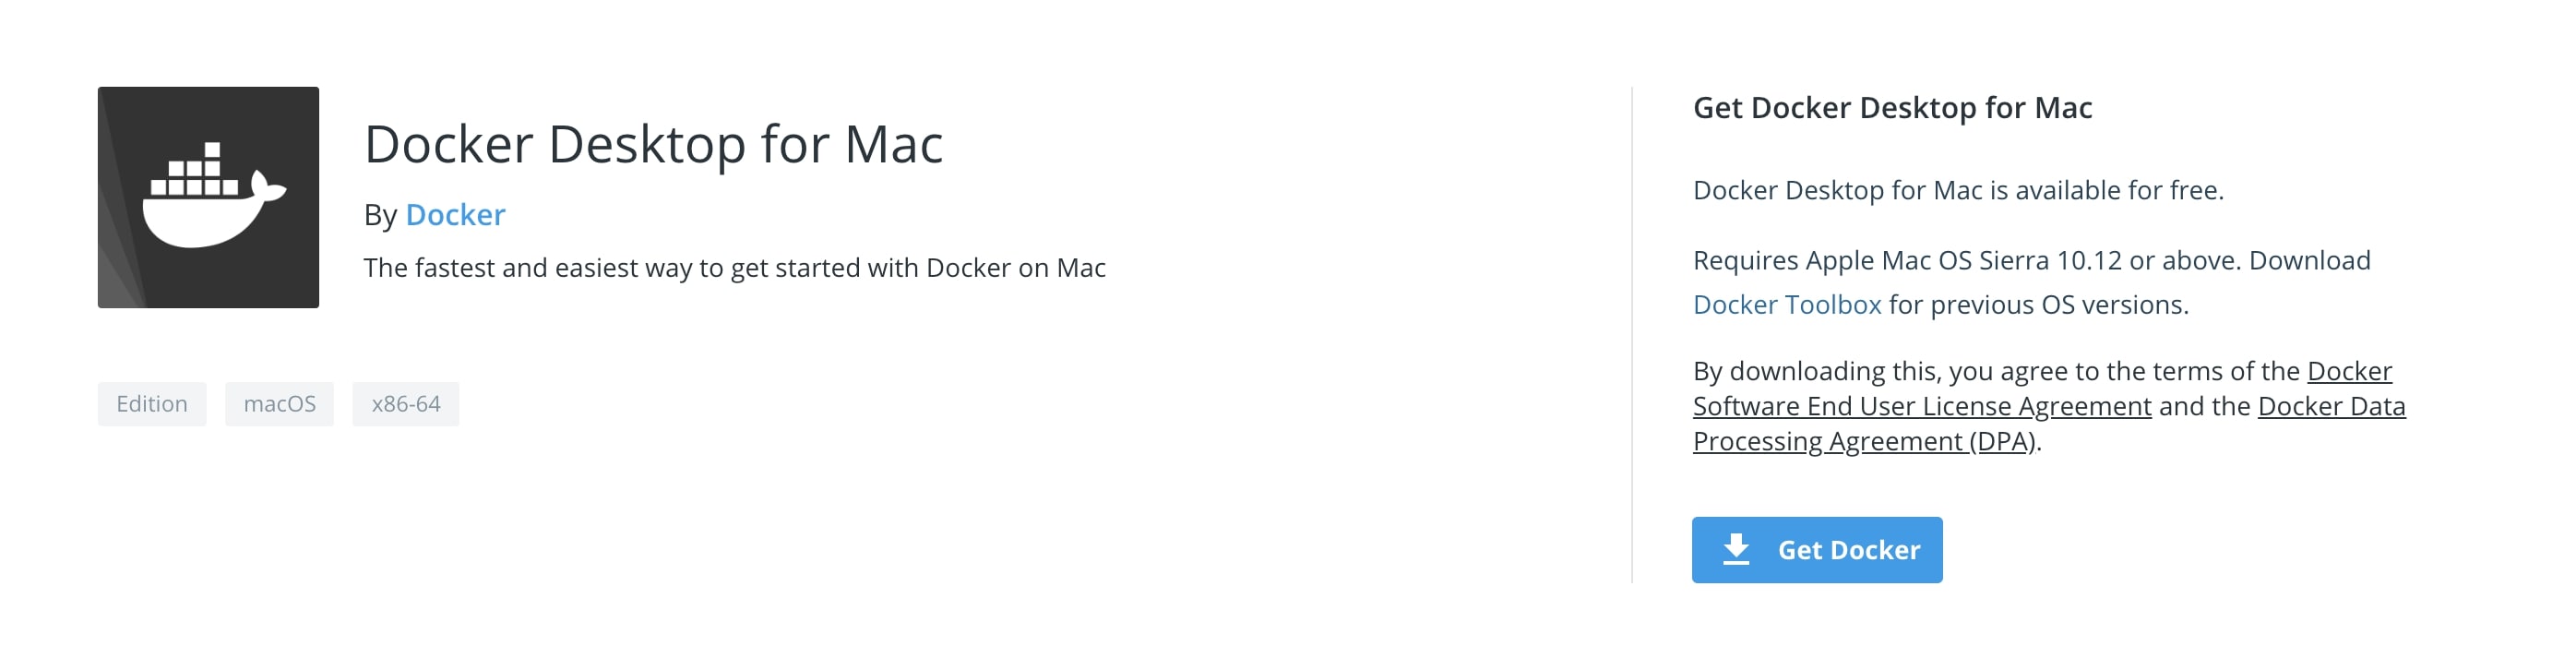 Docker Desktop for Mac
By Docker
The fastest and easiest way to get started with Docker on Mac
Edition macOS x86-64
Get Docker Desktop for Mac
Docker Desktop for Mac is available for free.
Requires Apple Mac OS Sierra 10.12 or above. Download
Docker Toolbox for previous OS versions.
By downloading this, you agree to the terms of the Docker
Software End User License Agreement and the Docker Data
Processing Agreement (DPA).
Get Docker